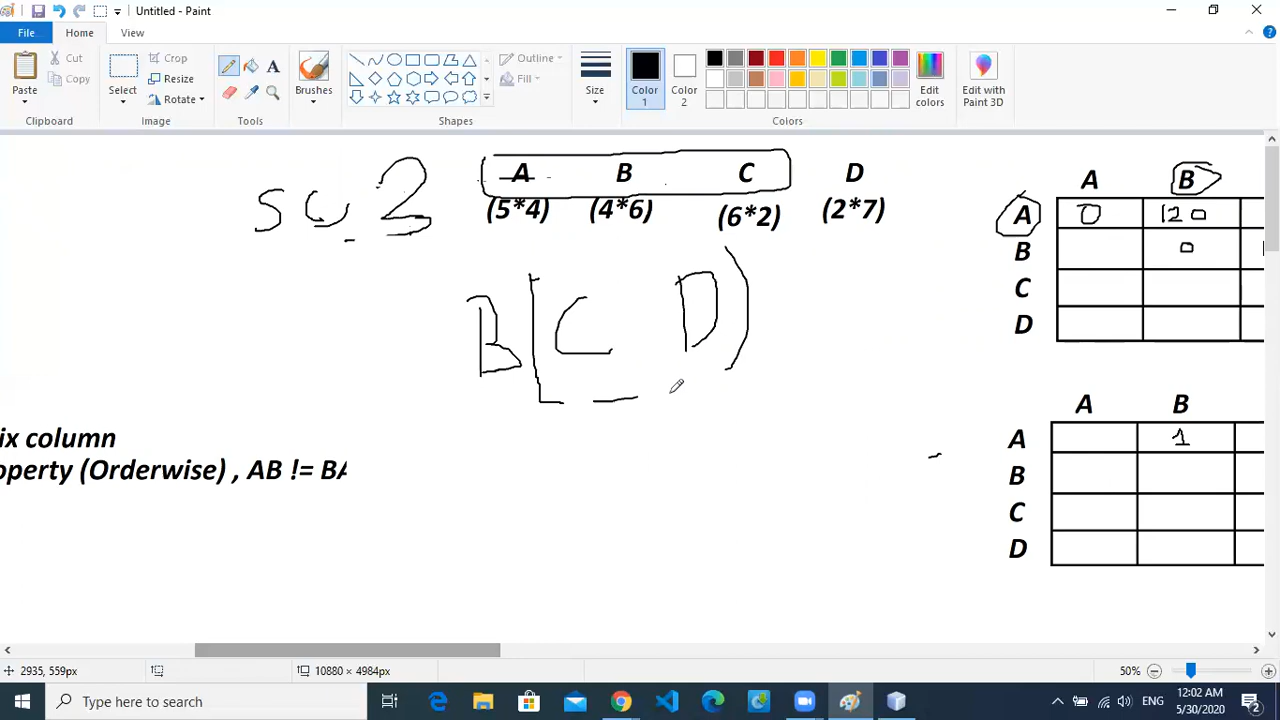 Untitled - Paint
File Home View
Paste
Cut
Copy
Clipboard
Select
Crop
Resize
Rotate
Image
A
Tools
Brushes
Shapes
Outline
Fill
Size
Color 1
Color 2
Colors
Edit colors
Edit with Paint 3D
A B C D
(5*4) (4*6) (6*2) (2*7)
2
B(C D)
A B
A 0 120
B 0
C
D
ix column
operty (Orderwise) , AB != BA
A B
A 1
B
C
D
2935, 559px
10880 × 4984px
50%
Type here to search
12:02 AM
5/30/2020
2